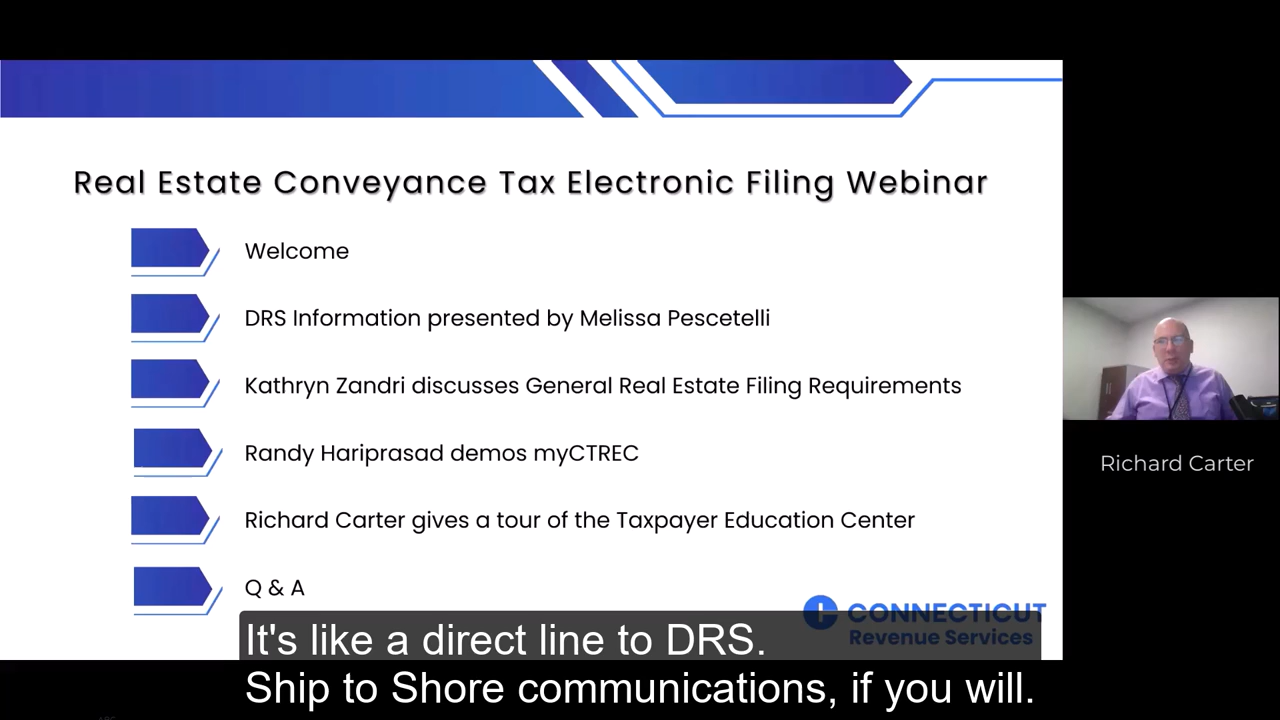 Real Estate Conveyance Tax Electronic Filing Webinar
Welcome
DRS Information presented by Melissa Pescetelli
Kathryn Zandri discusses General Real Estate Filing Requirements
Randy Hariprasad demos myCTREC
Richard Carter gives a tour of the Taxpayer Education Center
Q & A
CONNECTICUT
Revenue Services
It's like a direct line to DRS.
Ship to Shore communications, if you will.
Richard Carter